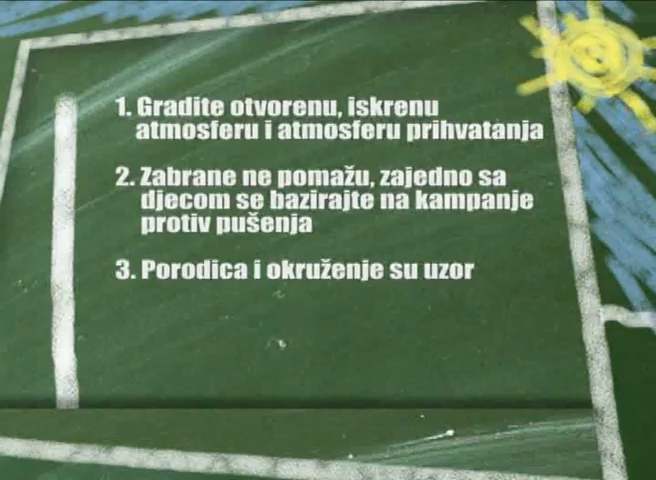 1. Gradite otvorenu, iskrenu
atmosferu i atmosferu prihvatanja
2. Zabrane ne pomažu, zajedno sa
djecom se bazirajte na kampanje
protiv pušenja
3. Porodica i okruženje su uzor